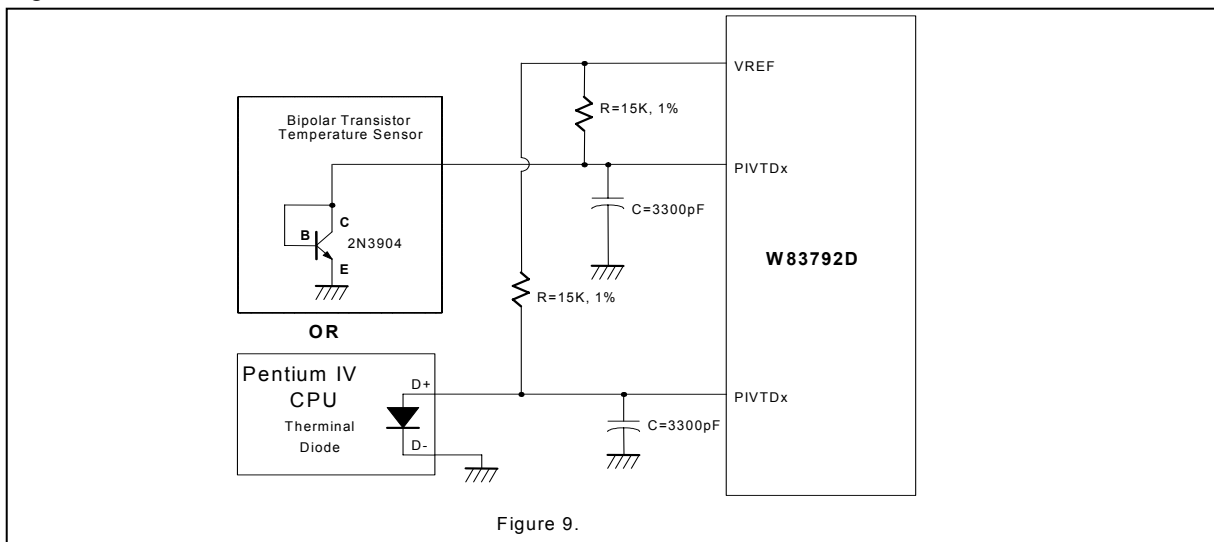 VREF
R=15K, 1%
Bipolar Transistor
Temperature Sensor
PIVTDx
C
C=3300pF
B
2N3904
W83792D
E
R=15K, 1%
OR
Pentium IV
CPU
Therminal
Diode
D+
PIVTDx
C=3300pF
D-
Figure 9.